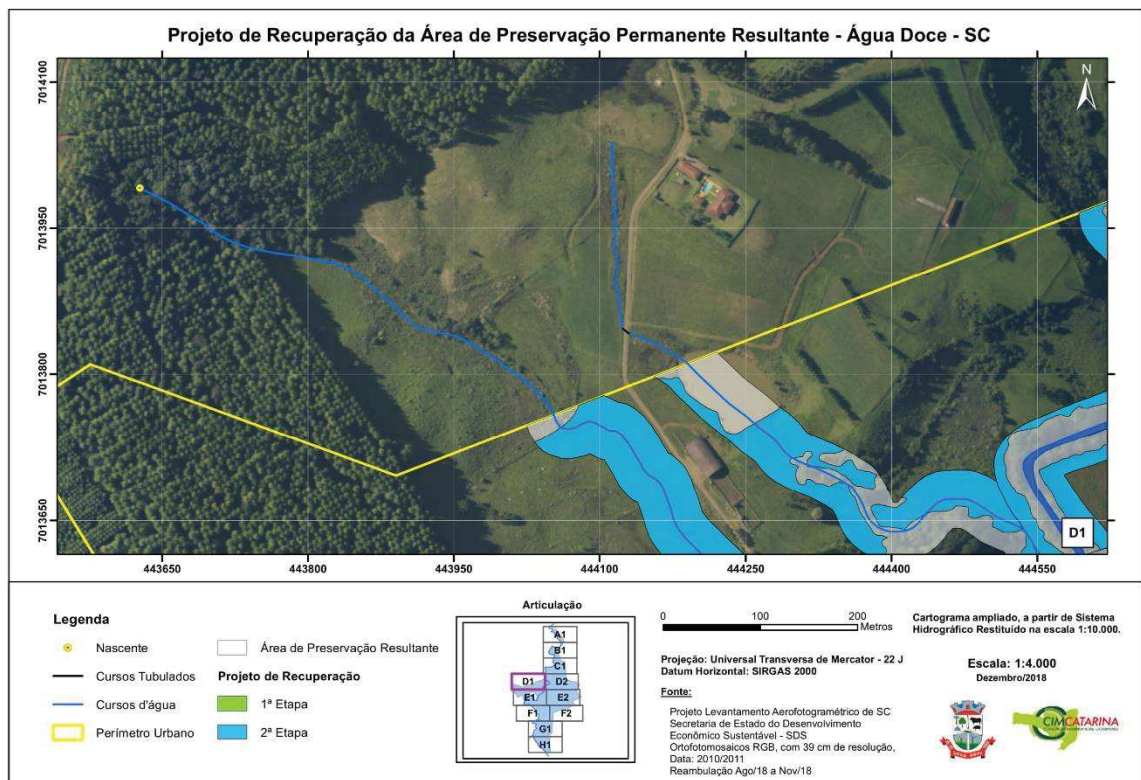 Projeto de Recuperação da Área de Preservação Permanente Resultante - Água Doce - SC
N
7014100
7013950
7013800
7013650
D1
443650
443800
443950
444100
444250
444400
444550
Legenda
Nascente
Cursos Tubulados
Cursos d'água
Perímetro Urbano
Área de Preservação Resultante
Projeto de Recuperação
1ª Etapa
2ª Etapa
Articulação
A1
B1
C1
D1
D2
E1
E2
F1
F2
G1
H1
0 100 200
Metros
Projeção: Universal Transversa de Mercator - 22 J
Datum Horizontal: SIRGAS 2000
Fonte:
Projeto Levantamento Aerofotogramétrico de SC
Secretaria de Estado do Desenvolvimento
Econômico Sustentável - SDS
Ortofotomosaicos RGB, com 39 cm de resolução,
Data: 2010/2011
Reambulação Ago/18 a Nov/18
Cartograma ampliado, a partir de Sistema
Hidrográfico Restituído na escala 1:10.000.
Escala: 1:4.000
Dezembro/2018
CIMCATARINA